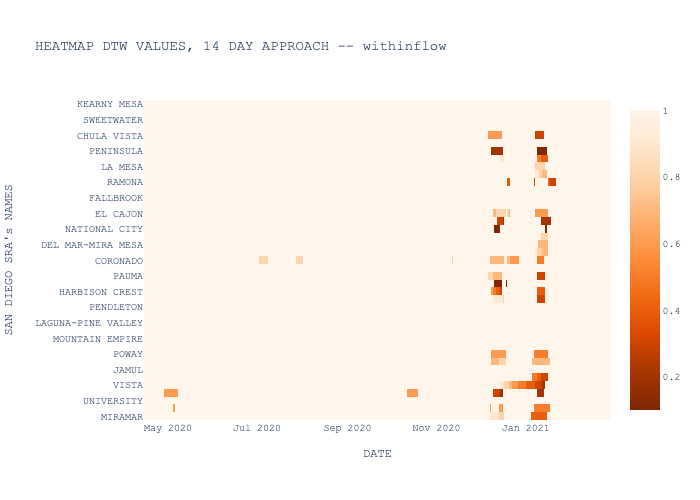 HEATMAP DTW VALUES, 14 DAY APPROACH -- withinflow
SAN DIEGO SRA's NAMES
KEARNY MESA
SWEETWATER
CHULA VISTA
PENINSULA
LA MESA
RAMONA
FALLBROOK
EL CAJON
NATIONAL CITY
DEL MAR-MIRA MESA
CORONADO
PAUMA
HARBISON CREST
PENDLETON
LAGUNA-PINE VALLEY
MOUNTAIN EMPIRE
POWAY
JAMUL
VISTA
UNIVERSITY
MIRAMAR
May 2020 Jul 2020 Sep 2020 Nov 2020 Jan 2021
DATE
1
0.8
0.6
0.4
0.2